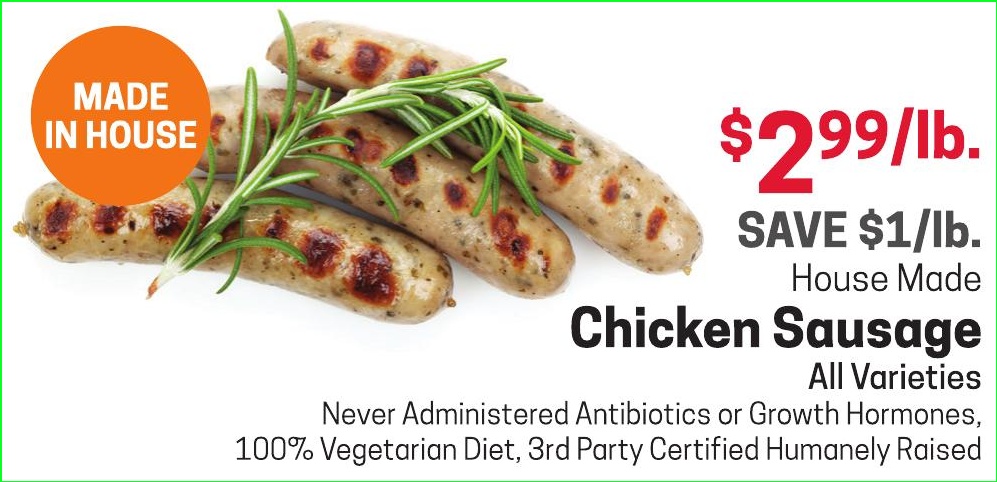 MADE
IN HOUSE
$2.99/lb.
SAVE $1/lb.
House Made
Chicken Sausage
All Varieties
Never Administered Antibiotics or Growth Hormones,
100% Vegetarian Diet, 3rd Party Certified Humanely Raised